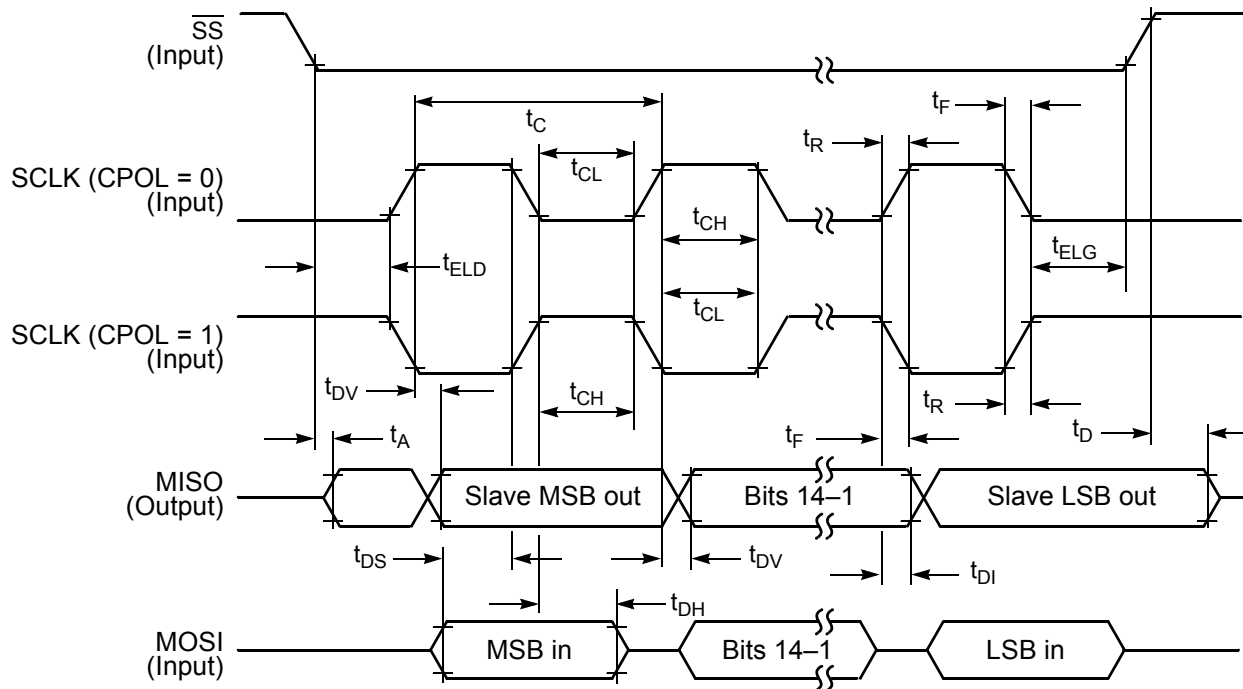 SS
(Input)
tC
tF
tR
tCL
SCLK (CPOL = 0)
(Input)
tCH
tELD
tELG
tCL
SCLK (CPOL = 1)
(Input)
tDV
tCH
tR
tA
tF
tD
MISO
(Output)
Slave MSB out
Bits 14–1
Slave LSB out
tDS
tDV
tDI
tDH
MOSI
(Input)
MSB in
Bits 14–1
LSB in